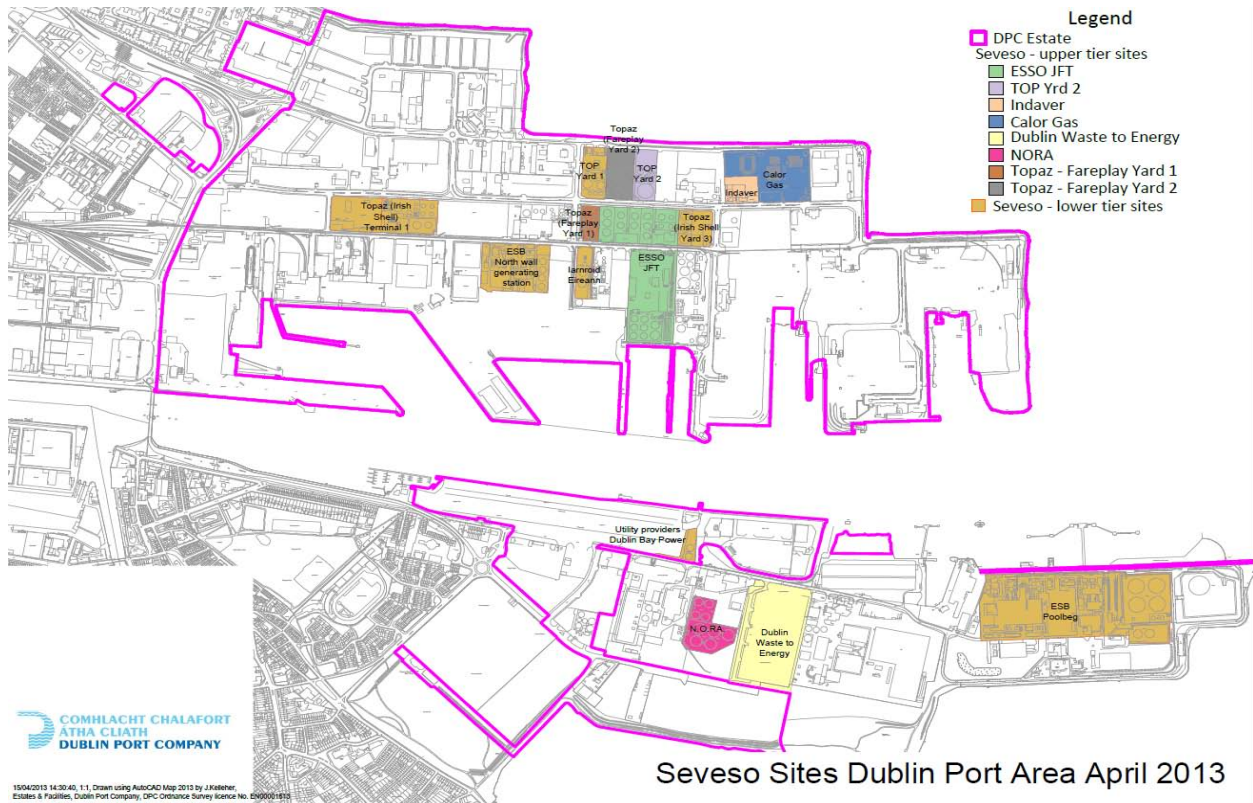 Legend
DPC Estate
Seveso - upper tier sites
ESSO JFT
TOP Yrd 2
Indaver
Calor Gas
Dublin Waste to Energy
NORA
Topaz - Fareplay Yard 1
Topaz - Fareplay Yard 2
Seveso - lower tier sites
Topaz
(Fareplay
Yard 2)
TOP
Yard 1
TOP
Yard 2
Calor
Gas
Indaver
Topaz (Irish
Shell)
Terminal 1
Topaz
(Fareplay
Yard 1)
Topaz
(Irish Shell
Yard 3)
ESB
North wall
generating
station
Iarnroid
Eireann
ESSO
JFT
Utility providers
Dublin Bay Power
N.O.RA.
Dublin
Waste to
Energy
ESB
Poolbeg
COMHLACHT CHALAFORT
ÁTHA CLIATH
DUBLIN PORT COMPANY
Seveso Sites Dublin Port Area April 2013
15/04/2013 14:30:40, 1:1, Drawn using AutoCAD Map 2013 by J.Kelleher,
Estates & Facilities, Dublin Port Company, DPC Ordnance Survey licence No.